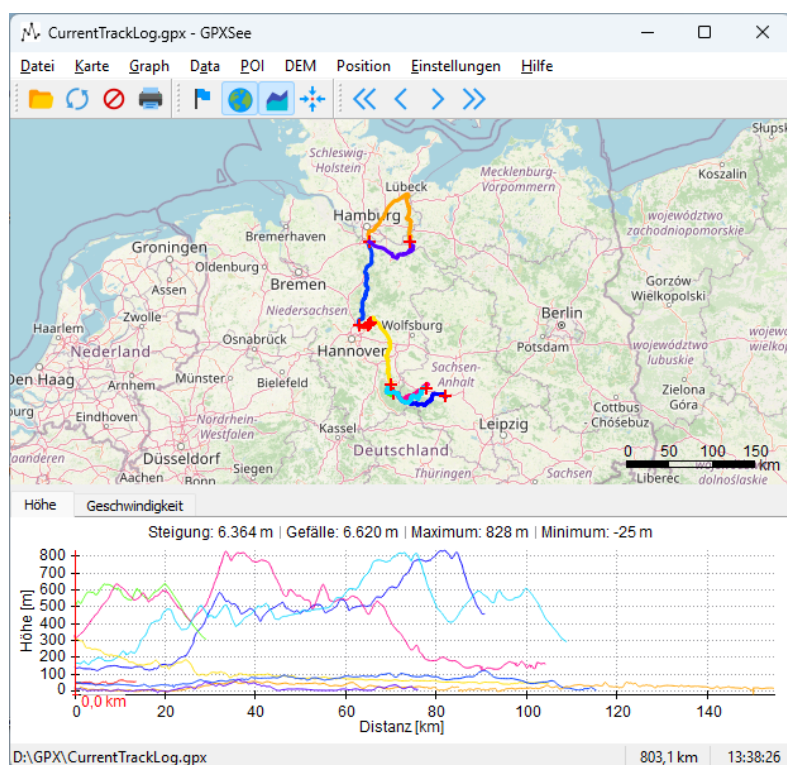 CurrentTrackLog.gpx - GPXSee
Datei Karte Graph Data POI DEM Position Einstellungen Hilfe
Słupsk
Schleswig-
Holstein
Lübeck
Mecklenburg-
Vorpommern
Koszalin
Hamburg
województwo
zachodniopomorskie
Bremerhaven
Groningen
Oldenburg
Assen
Bremen
Gorzów
Wielkopolski
Niedersachsen
Berlin
Zwolle
Haarlem
Wolfsburg
Osnabrück
Hannover
Potsdam
województwo
lubuskie
Nederland
Den Haag
Arnhem
Münster
Bielefeld
Sachsen-
Anhalt
Zielona
Góra
Eindhoven
Nordrhein-
Westfalen
Cottbus
- Chóśebuz
Kassel
Leipzig
Düsseldorf
Deutschland
Siegen
Thüringen
Sachsen
Aachen
Bonn
Liberec
dolnośląskie
0 50 100 150
km
Höhe Geschwindigkeit
Steigung: 6.364 m | Gefälle: 6.620 m | Maximum: 828 m | Minimum: -25 m
Höhe [m]
800
700
600
500
400
300
200
100
0
0,0 km
0 20 40 60 80 100 120 140
Distanz [km]
D:\GPX\CurrentTrackLog.gpx 803,1 km 13:38:26